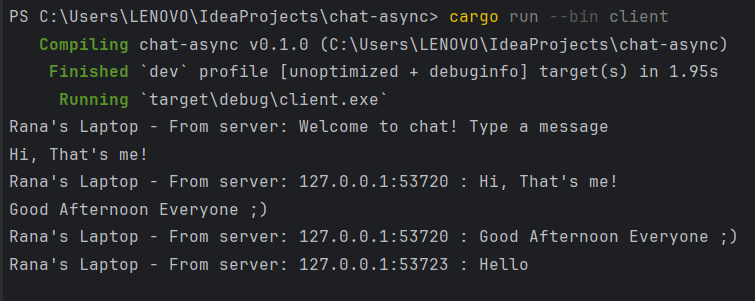 PS C:\Users\LENOVO\IdeaProjects\chat-async> cargo run --bin client
Compiling chat-async v0.1.0 (C:\Users\LENOVO\IdeaProjects\chat-async)
Finished `dev` profile [unoptimized + debuginfo] target(s) in 1.95s
Running `target\debug\client.exe`
Rana's Laptop - From server: Welcome to chat! Type a message
Hi, That's me!
Rana's Laptop - From server: 127.0.0.1:53720 : Hi, That's me!
Good Afternoon Everyone ;)
Rana's Laptop - From server: 127.0.0.1:53720 : Good Afternoon Everyone ;)
Rana's Laptop - From server: 127.0.0.1:53723 : Hello